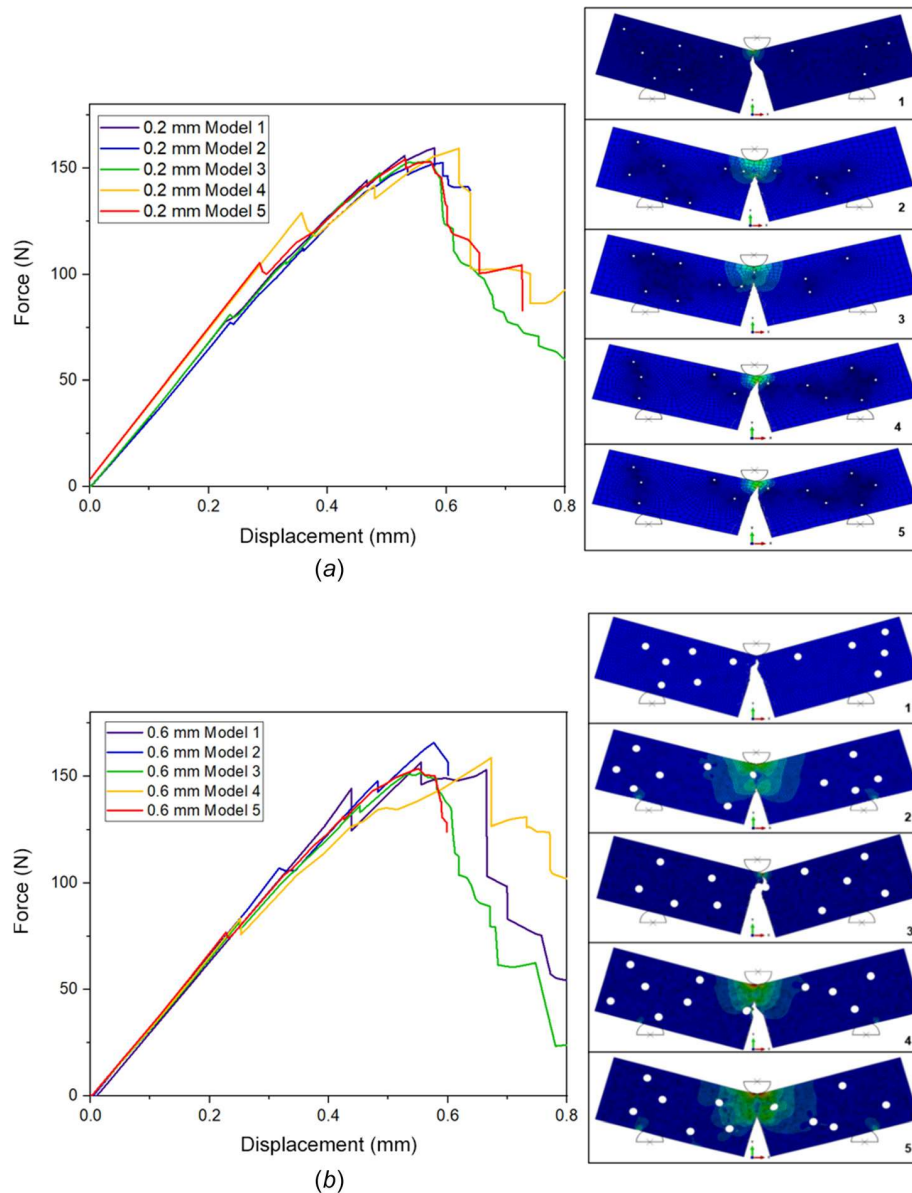 0.2 mm Model 1
0.2 mm Model 2
0.2 mm Model 3
0.2 mm Model 4
0.2 mm Model 5
150
100
50
0
Force (N)
0.0 0.2 0.4 0.6 0.8
Displacement (mm)
(a)
1
2
3
4
5
0.6 mm Model 1
0.6 mm Model 2
0.6 mm Model 3
0.6 mm Model 4
0.6 mm Model 5
150
100
50
0
Force (N)
0.0 0.2 0.4 0.6 0.8
Displacement (mm)
(b)
1
2
3
4
5